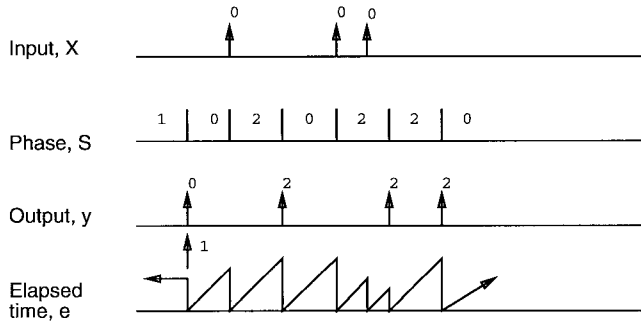 0 0 0
Input, X
1 0 2 0 2 2 0
Phase, S
0 2 2 2
Output, y
1
Elapsed
time, e